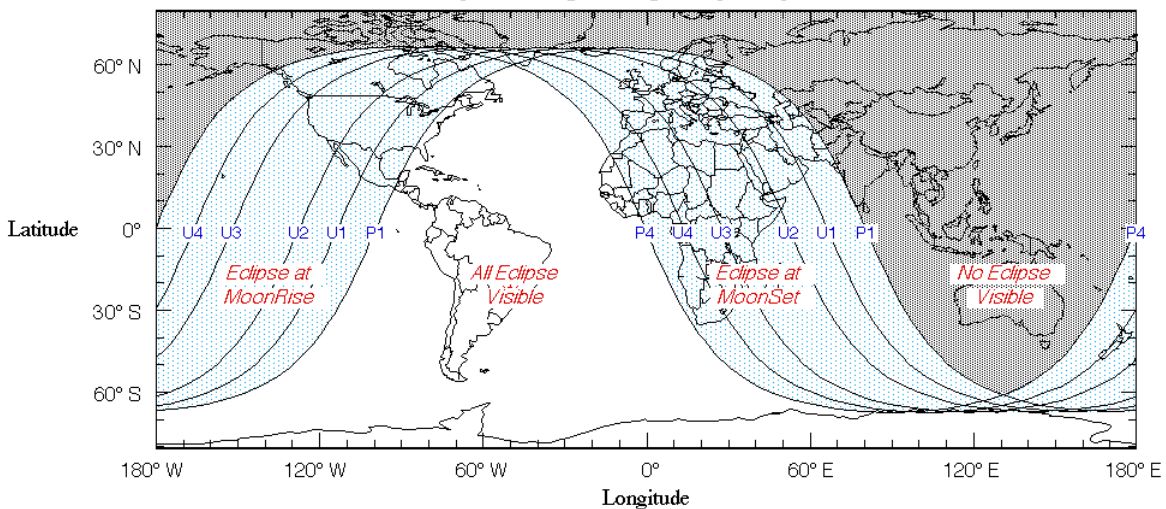 60° N
30° N
Latitude
0°
U4 U3 U2 U1 P1 P4 U4 U3 U2 U1 P1 P4
Eclipse at
MoonRise
All Eclipse
Visible
Eclipse at
MoonSet
No Eclipse
Visible
30° S
60° S
180° W 120° W 60° W 0° 60° E 120° E 180° E
Longitude